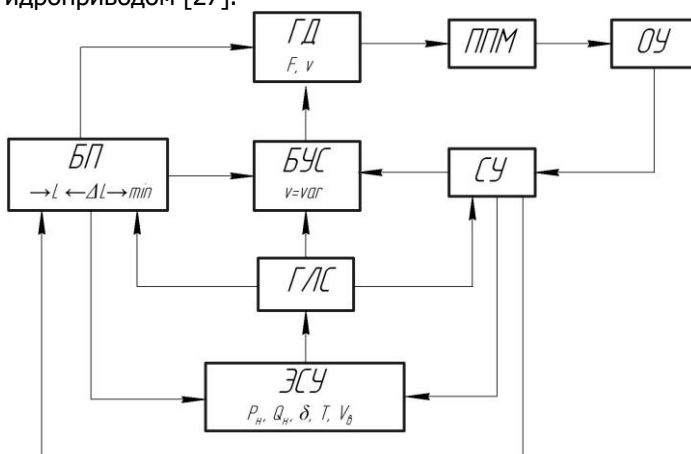 идроприводом [27].
ГД
F, v
ППМ
ОУ
БП
→L ←ΔL→min
БУС
v=var
СУ
ГЛС
ЭСУ
Pн, Qн, δ, T, Vв